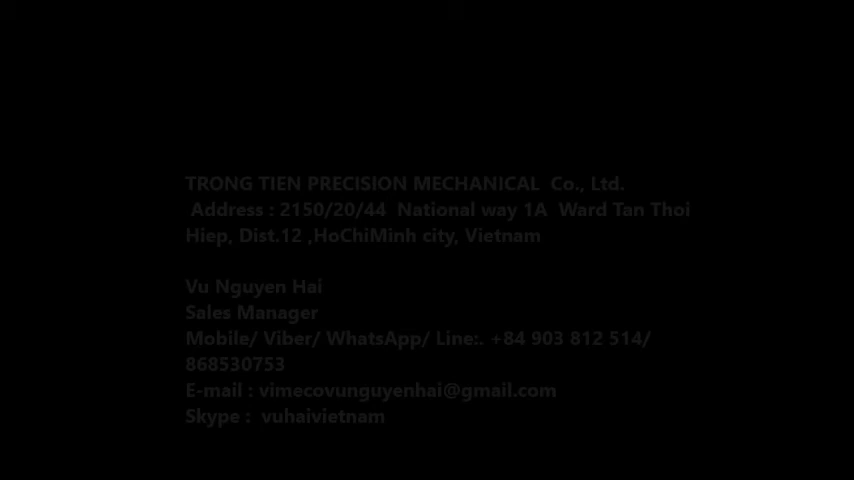 TRONG TIEN PRECISION MECHANICAL Co., Ltd.
Address : 2150/20/44 National way 1A Ward Tan Thoi
Hiep, Dist.12 ,HoChiMinh city, Vietnam
Vu Nguyen Hai
Sales Manager
Mobile/ Viber/ WhatsApp/ Line:. +84 903 812 514/
868530753
E-mail : vimecovunguyenhai@gmail.com
Skype : vuhaivietnam